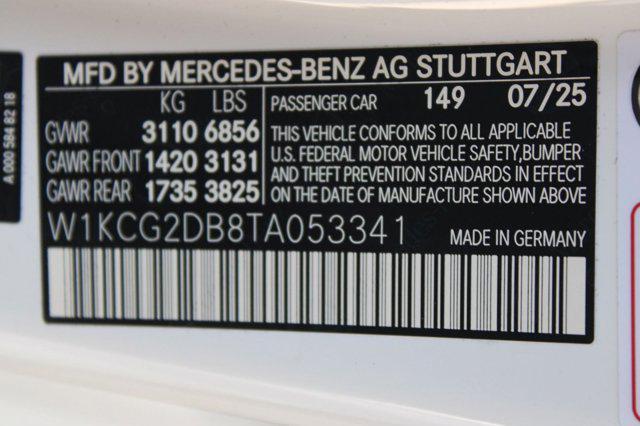 MFD BY MERCEDES-BENZ AG STUTTGART
KG LBS
GVWR 3110 6856
GAWR FRONT 1420 3131
GAWR REAR 1735 3825
PASSENGER CAR 149 07/25
THIS VEHICLE CONFORMS TO ALL APPLICABLE
U.S. FEDERAL MOTOR VEHICLE SAFETY,BUMPER
AND THEFT PREVENTION STANDARDS IN EFFECT
ON THE DATE OF MANUFACTURE SHOWN ABOVE
W1KCG2DB8TA053341
MADE IN GERMANY
A 000 584 82 18